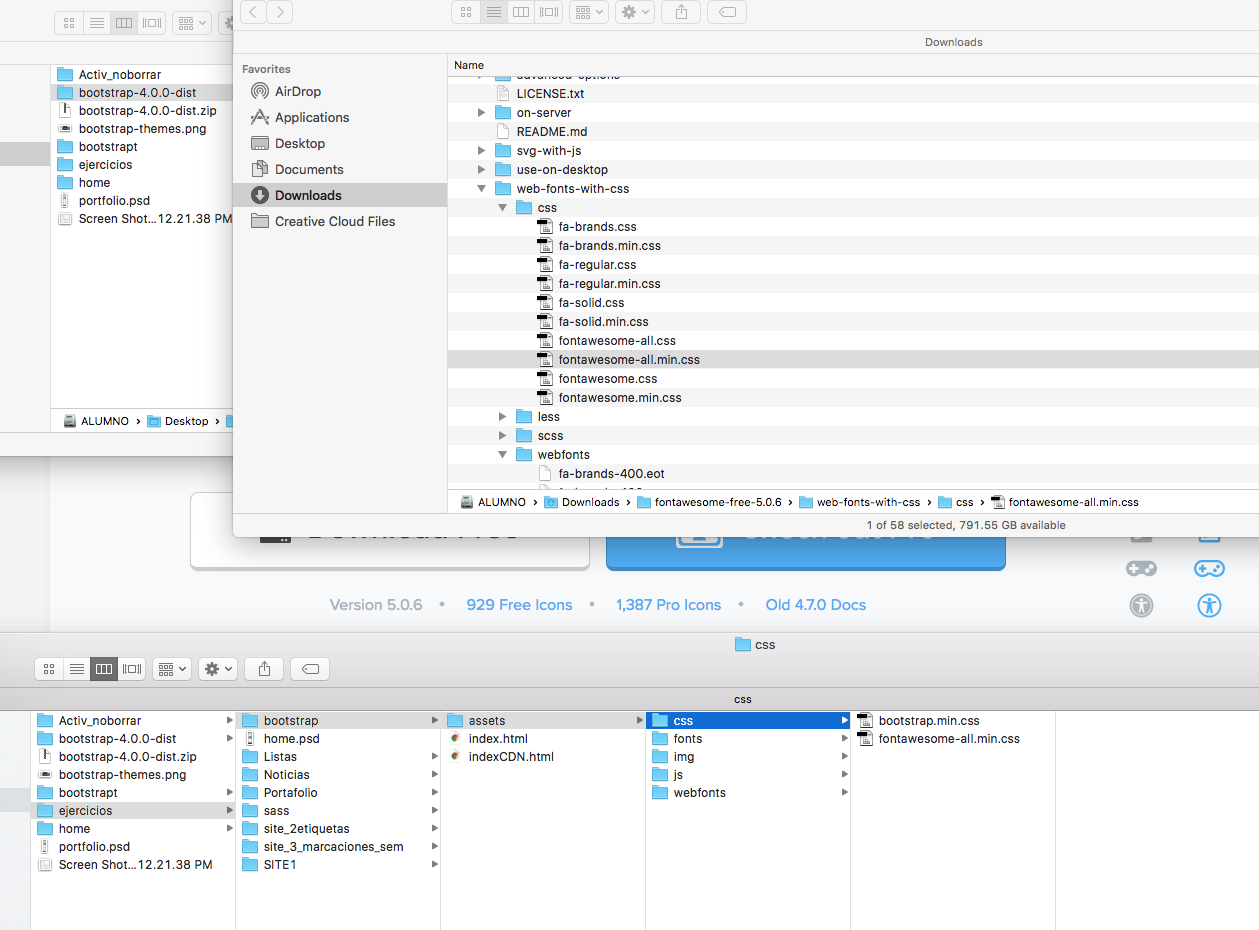 Activ_noborrar
bootstrap-4.0.0-dist
bootstrap-4.0.0-dist.zip
bootstrap-themes.png
bootstrapt
ejercicios
home
portfolio.psd
Screen Shot...12.21.38 PM
ALUMNO › Desktop ›
Downloads
Favorites
AirDrop
Applications
Desktop
Documents
Downloads
Creative Cloud Files
Name
advanced-options
LICENSE.txt
on-server
README.md
svg-with-js
use-on-desktop
web-fonts-with-css
css
fa-brands.css
fa-brands.min.css
fa-regular.css
fa-regular.min.css
fa-solid.css
fa-solid.min.css
fontawesome-all.css
fontawesome-all.min.css
fontawesome.css
fontawesome.min.css
less
scss
webfonts
fa-brands-400.eot
ALUMNO › Downloads › fontawesome-free-5.0.6 › web-fonts-with-css › css › fontawesome-all.min.css
1 of 58 selected, 791.55 GB available
Version 5.0.6 • 929 Free Icons • 1,387 Pro Icons • Old 4.7.0 Docs
css
css
Activ_noborrar
bootstrap-4.0.0-dist
bootstrap-4.0.0-dist.zip
bootstrap-themes.png
bootstrapt
ejercicios
home
portfolio.psd
Screen Shot...12.21.38 PM
bootstrap
home.psd
Listas
Noticias
Portafolio
sass
site_2etiquetas
site_3_marcaciones_sem
SITE1
assets
index.html
indexCDN.html
css
fonts
img
js
webfonts
bootstrap.min.css
fontawesome-all.min.css